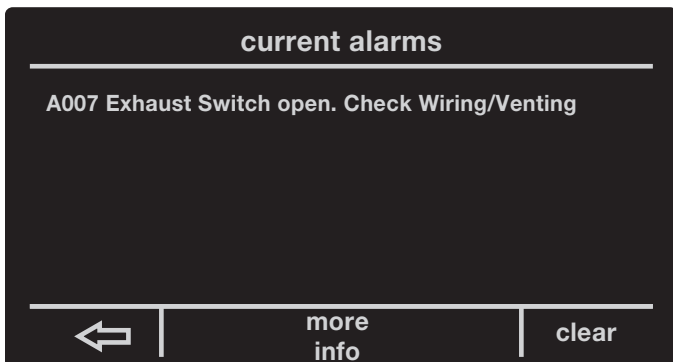 current alarms
A007 Exhaust Switch open. Check Wiring/Venting
more
info
clear